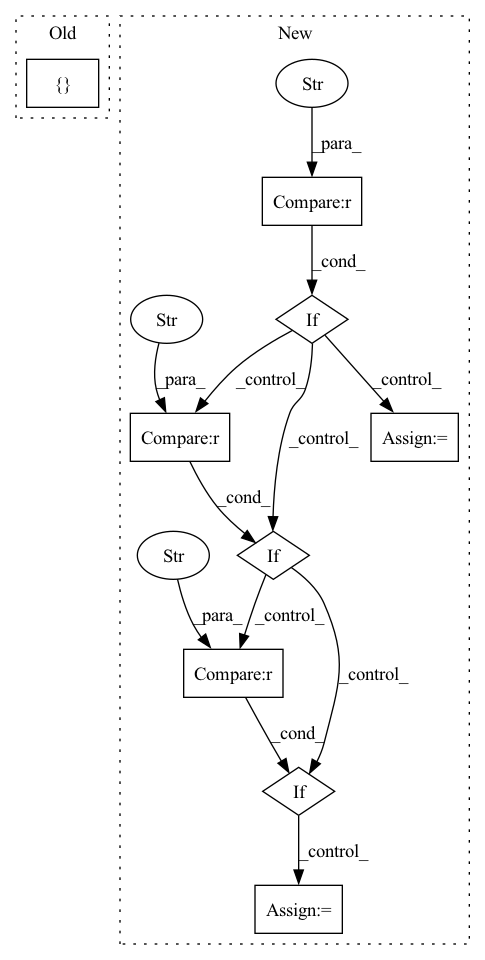 Old
New
{}
Str
_para_
Compare:r
_cond_
If
Str
_para_
_control_
_control_
Compare:r
_control_
Assign:=
_cond_
Str
If
_para_
_control_
Compare:r
_control_
_cond_
If
_control_
Assign:=